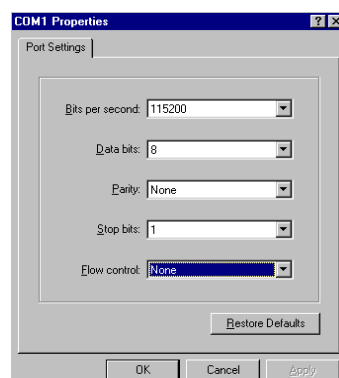 COM1 Properties
Port Settings
Bits per second: 115200
Data bits: 8
Parity: None
Stop bits: 1
Flow control: None
Restore Defaults
OK Cancel Apply